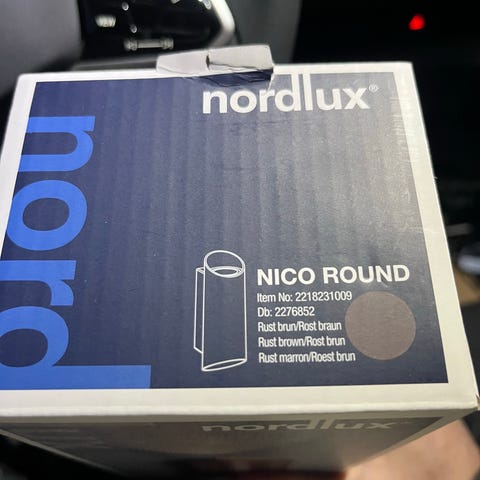 nordlux®
nord
NICO ROUND
Item No: 2218231009
Db: 2276852
Rust brun/Rost braun
Rust brown/Rost brun
Rust marron/Roest brun
nordlux